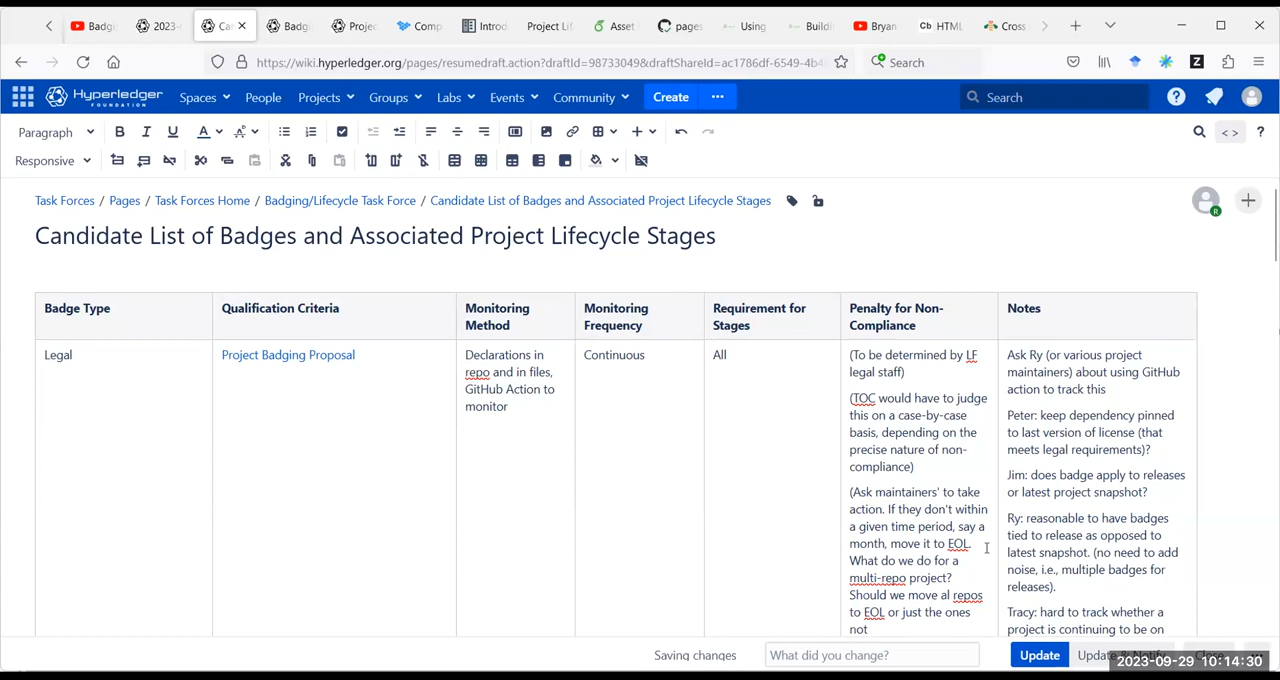 Badgi
2023-
Can
Badgi
Projec
Comp
Introd
Project Lif
Asset
pages
Using
Buildi
Bryan
Cb HTML
Cross
https://wiki.hyperledger.org/pages/resumedraft.action?draftId=98733049&draftShareId=ac1786df-6549-4b4
Search
HYPERLEDGER
FOUNDATION
Spaces
People
Projects
Groups
Labs
Events
Community
Create
Search
Paragraph
B I U A
Responsive
Task Forces / Pages / Task Forces Home / Badging/Lifecycle Task Force / Candidate List of Badges and Associated Project Lifecycle Stages
R
Candidate List of Badges and Associated Project Lifecycle Stages
Badge Type
Qualification Criteria
Monitoring
Method
Monitoring
Frequency
Requirement for
Stages
Penalty for Non-
Compliance
Notes
Legal
Project Badging Proposal
Declarations in
repo and in files,
GitHub Action to
monitor
Continuous
All
(To be determined by LF
legal staff)
(TOC would have to judge
this on a case-by-case
basis, depending on the
precise nature of non-
compliance)
(Ask maintainers' to take
action. If they don't within
a given time period, say a
month, move it to EOL.
What do we do for a
multi-repo project?
Should we move al repos
to EOL or just the ones
not
Ask Ry (or various project
maintainers) about using GitHub
action to track this
Peter: keep dependency pinned
to last version of license (that
meets legal requirements)?
Jim: does badge apply to releases
or latest project snapshot?
Ry: reasonable to have badges
tied to release as opposed to
latest snapshot. (no need to add
noise, i.e., multiple badges for
releases).
Tracy: hard to track whether a
project is continuing to be on
Saving changes
What did you change?
Update
Update & Notify
Close
2023-09-29 10:14:30